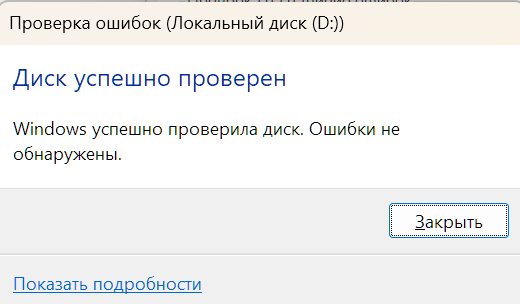 Проверка ошибок (Локальный диск (D:))
Диск успешно проверен
Windows успешно проверила диск. Ошибки не
обнаружены.
Закрыть
Показать подробности